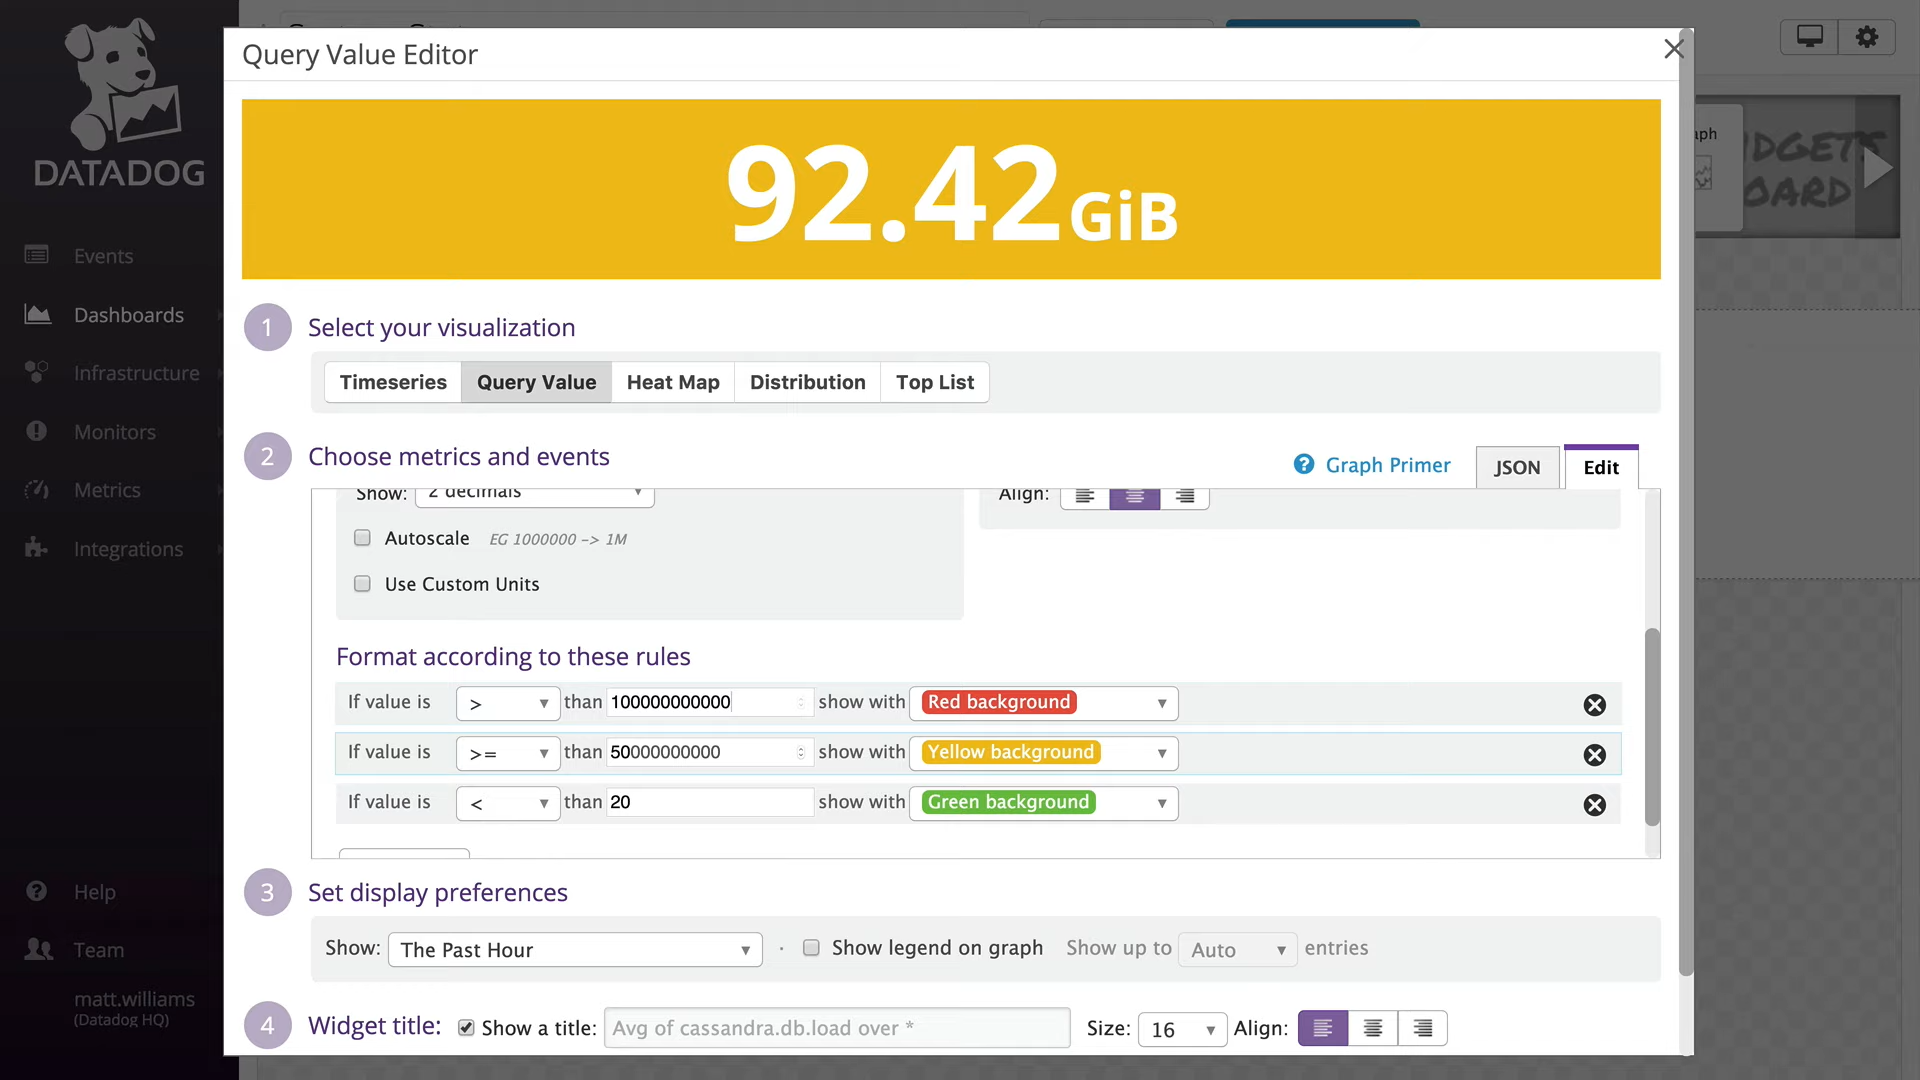 Query Value Editor
DATADOG
aph
IDGETS
OARD
92.42GiB
Events
Dashboards
Infrastructure
Monitors
Metrics
Integrations
Help
Team
matt.williams
(Datadog HQ)
1 Select your visualization
Timeseries Query Value Heat Map Distribution Top List
2 Choose metrics and events
? Graph Primer JSON Edit
Show: 2 decimals
Align:
Autoscale EG 1000000 -> 1M
Use Custom Units
Format according to these rules
If value is > than 100000000000 show with Red background
If value is >= than 50000000000 show with Yellow background
If value is < than 20 show with Green background
3 Set display preferences
Show: The Past Hour · Show legend on graph Show up to Auto entries
4 Widget title: Show a title: Avg of cassandra.db.load over * Size: 16 Align: